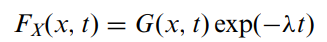 F_X(x, t) = G(x, t) exp(−λt)